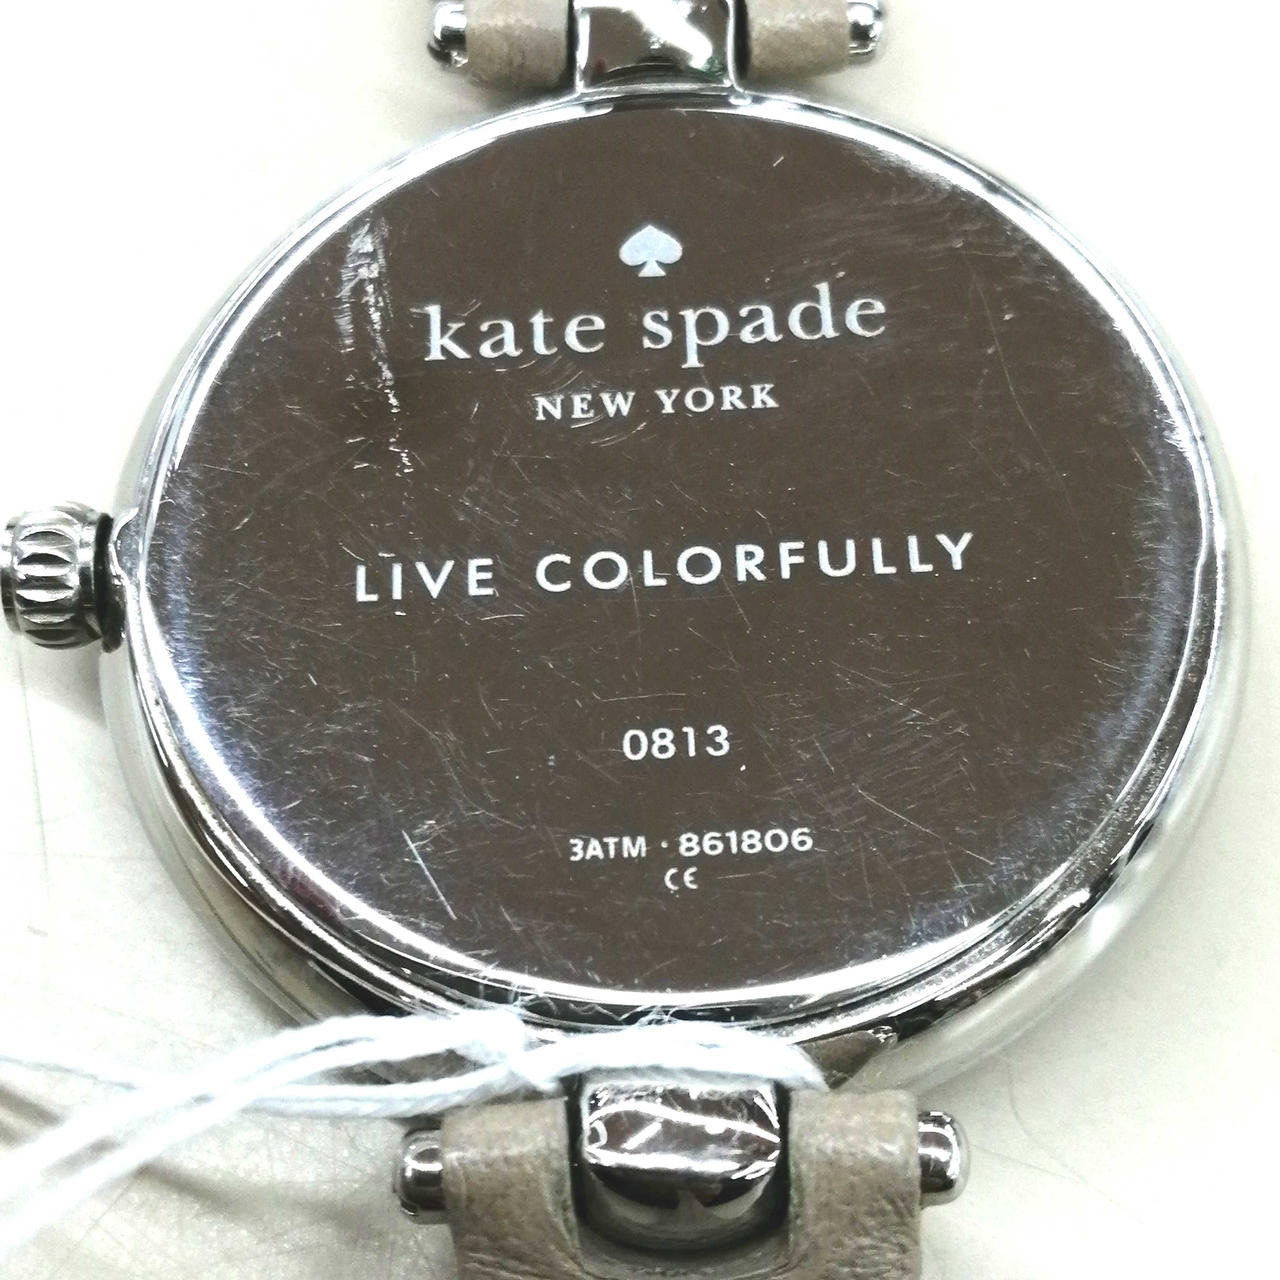 kate spade
NEW YORK
LIVE COLORFULLY
0813
3ATM · 861806
CE